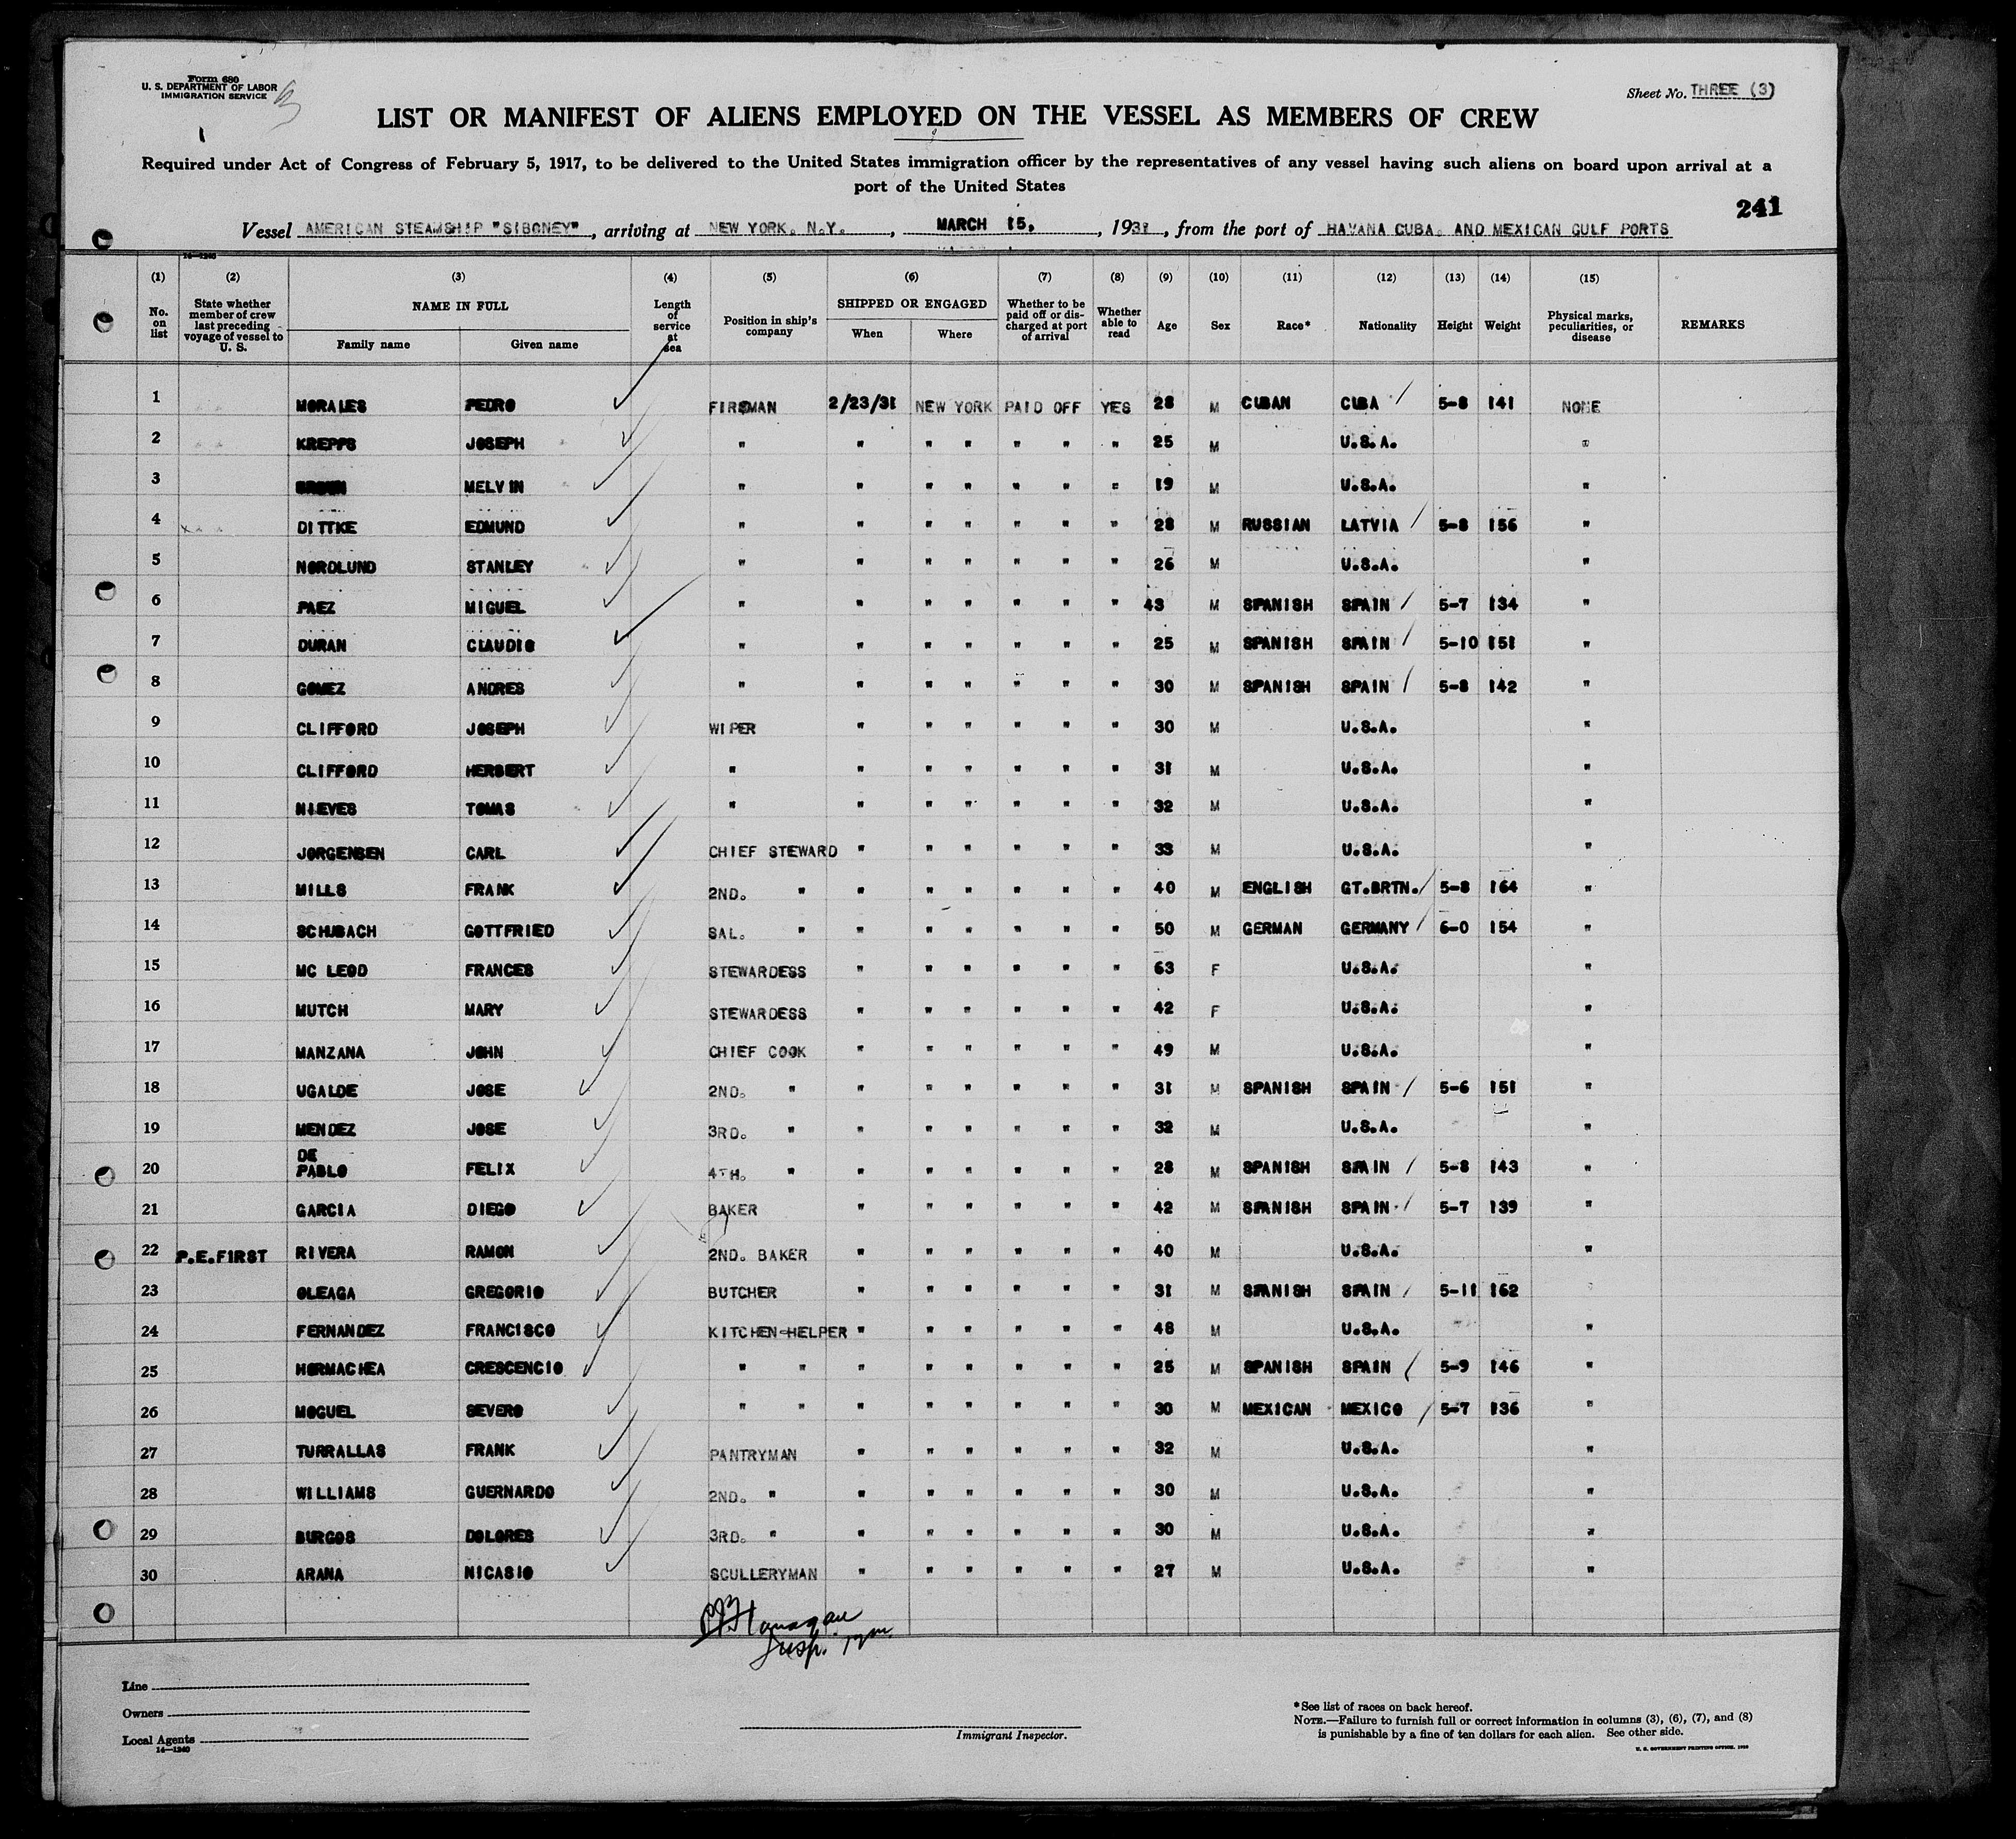 Form 680
U. S. DEPARTMENT OF LABOR
IMMIGRATION SERVICE
Sheet No. THREE (3)
LIST OR MANIFEST OF ALIENS EMPLOYED ON THE VESSEL AS MEMBERS OF CREW
Required under Act of Congress of February 5, 1917, to be delivered to the United States immigration officer by the representatives of any vessel having such aliens on board upon arrival at a
port of the United States
241
Vessel AMERICAN STEAMSHIP "SIBONEY", arriving at NEW YORK. N.Y., MARCH 15, 1931, from the port of HAVANA CUBA. AND MEXICAN GULF PORTS
14—1240
(1) (2) (3) (4) (5) (6) (7) (8) (9) (10) (11) (12) (13) (14) (15)
No. on list
State whether member of crew last preceding voyage of vessel to U. S.
NAME IN FULL
Family name
Given name
Length of service at sea
Position in ship's company
SHIPPED OR ENGAGED
When
Where
Whether to be paid off or discharged at port of arrival
Whether able to read
Age
Sex
Race*
Nationality
Height
Weight
Physical marks, peculiarities, or disease
REMARKS
1 MORALES PEDRO FIREMAN 2/23/31 NEW YORK PAID OFF YES 28 M CUBAN CUBA 5-8 141 NONE
2 KREPPS JOSEPH " " " " " " " 25 M U.S.A. "
3 MELVIN " " " " " " " 19 M U.S.A. "
4 DITTKE EDMUND " " " " " " " 28 M RUSSIAN LATVIA 5-8 156 "
5 NORDLUND STANLEY " " " " " " " 26 M U.S.A. "
6 PAEZ MIGUEL " " " " " " " 43 M SPANISH SPAIN 5-7 134 "
7 DURAN CLAUDIO " " " " " " " 25 M SPANISH SPAIN 5-10 151 "
8 GOMEZ ANDRES " " " " " " " 30 M SPANISH SPAIN 5-8 142 "
9 CLIFFORD JOSEPH WIPER " " " " " " 30 M U.S.A. "
10 CLIFFORD HERBERT " " " " " " " 31 M U.S.A. "
11 NIEVES TOMAS " " " " " " " 32 M U.S.A. "
12 JORGENSEN CARL CHIEF STEWARD " " " " " " 33 M U.S.A. "
13 MILLS FRANK 2ND. " " " " " " " 40 M ENGLISH GT.BRTN. 5-8 164 "
14 SCHUBACH GOTTFRIED SAL. " " " " " " " 50 M GERMAN GERMANY 6-0 154 "
15 MC LEOD FRANCES STEWARDESS " " " " " " 63 F U.S.A. "
16 MUTCH MARY STEWARDESS " " " " " " 42 F U.S.A. "
17 MANZANA JOHN CHIEF COOK " " " " " " 49 M U.S.A. "
18 UGALDE JOSE 2ND. " " " " " " " 31 M SPANISH SPAIN 5-6 151 "
19 MENDEZ JOSE 3RD. " " " " " " " 32 M U.S.A. "
20 DE PABLO FELIX 4TH. " " " " " " " 28 M SPANISH SPAIN 5-8 143 "
21 GARCIA DIEGO BAKER " " " " " " 42 M SPANISH SPAIN 5-7 139 "
22 P.E.FIRST RIVERA RAMON 2ND. BAKER " " " " " " 40 M U.S.A. "
23 OLEAGA GREGORIO BUTCHER " " " " " " 31 M SPANISH SPAIN 5-11 162 "
24 FERNANDEZ FRANCISCO KITCHEN-HELPER " " " " " " 48 M U.S.A. "
25 HORMACHEA CRESCENCIO " " " " " " " " 25 M SPANISH SPAIN 5-9 146 "
26 MOGUEL SEVERO " " " " " " " " 30 M MEXICAN MEXICO 5-7 136 "
27 TURRALLAS FRANK PANTRYMAN " " " " " " 32 M U.S.A. "
28 WILLIAMS GUERNARDO 2ND. " " " " " " " 30 M U.S.A. "
29 BURGOS DOLORES 3RD. " " " " " " " 30 M U.S.A. "
30 ARANA NICASIO SCULLERYMAN " " " " " " 27 M U.S.A. "
Line
Owners
Local Agents
14—1240
Immigrant Inspector.
*See list of races on back hereof.
NOTE.—Failure to furnish full or correct information in columns (3), (6), (7), and (8)
is punishable by a fine of ten dollars for each alien. See other side.
U. S. GOVERNMENT PRINTING OFFICE. 1930